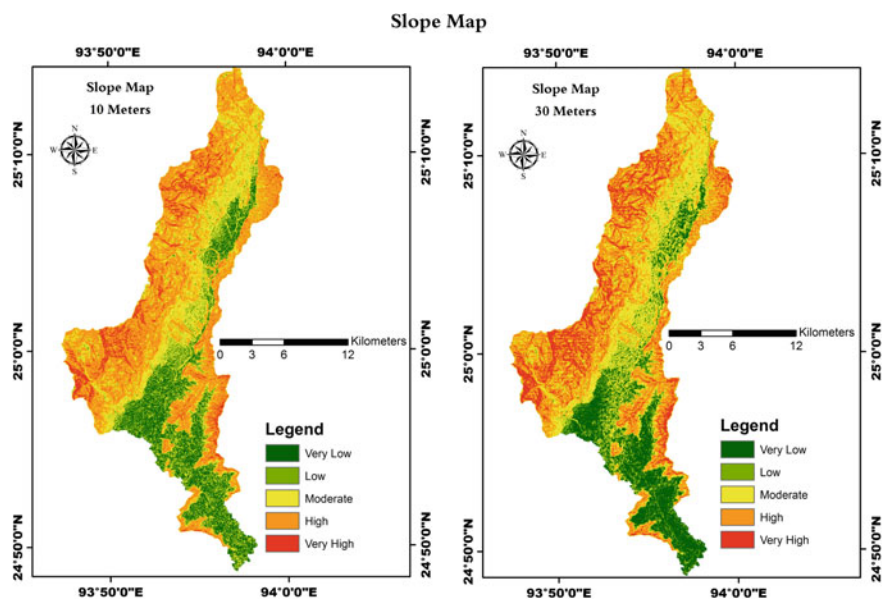 Slope Map
93°50'0"E 94°0'0"E
Slope Map
10 Meters
N
W E
S
25°10'0"N 25°10'0"N
25°0'0"N 25°0'0"N
24°50'0"N 24°50'0"N
Kilometers
0 3 6 12
Legend
Very Low
Low
Moderate
High
Very High
93°50'0"E 94°0'0"E
93°50'0"E 94°0'0"E
Slope Map
30 Meters
N
W E
S
25°10'0"N 25°10'0"N
25°0'0"N 25°0'0"N
24°50'0"N 24°50'0"N
Kilometers
0 3 6 12
Legend
Very Low
Low
Moderate
High
Very High
93°50'0"E 94°0'0"E